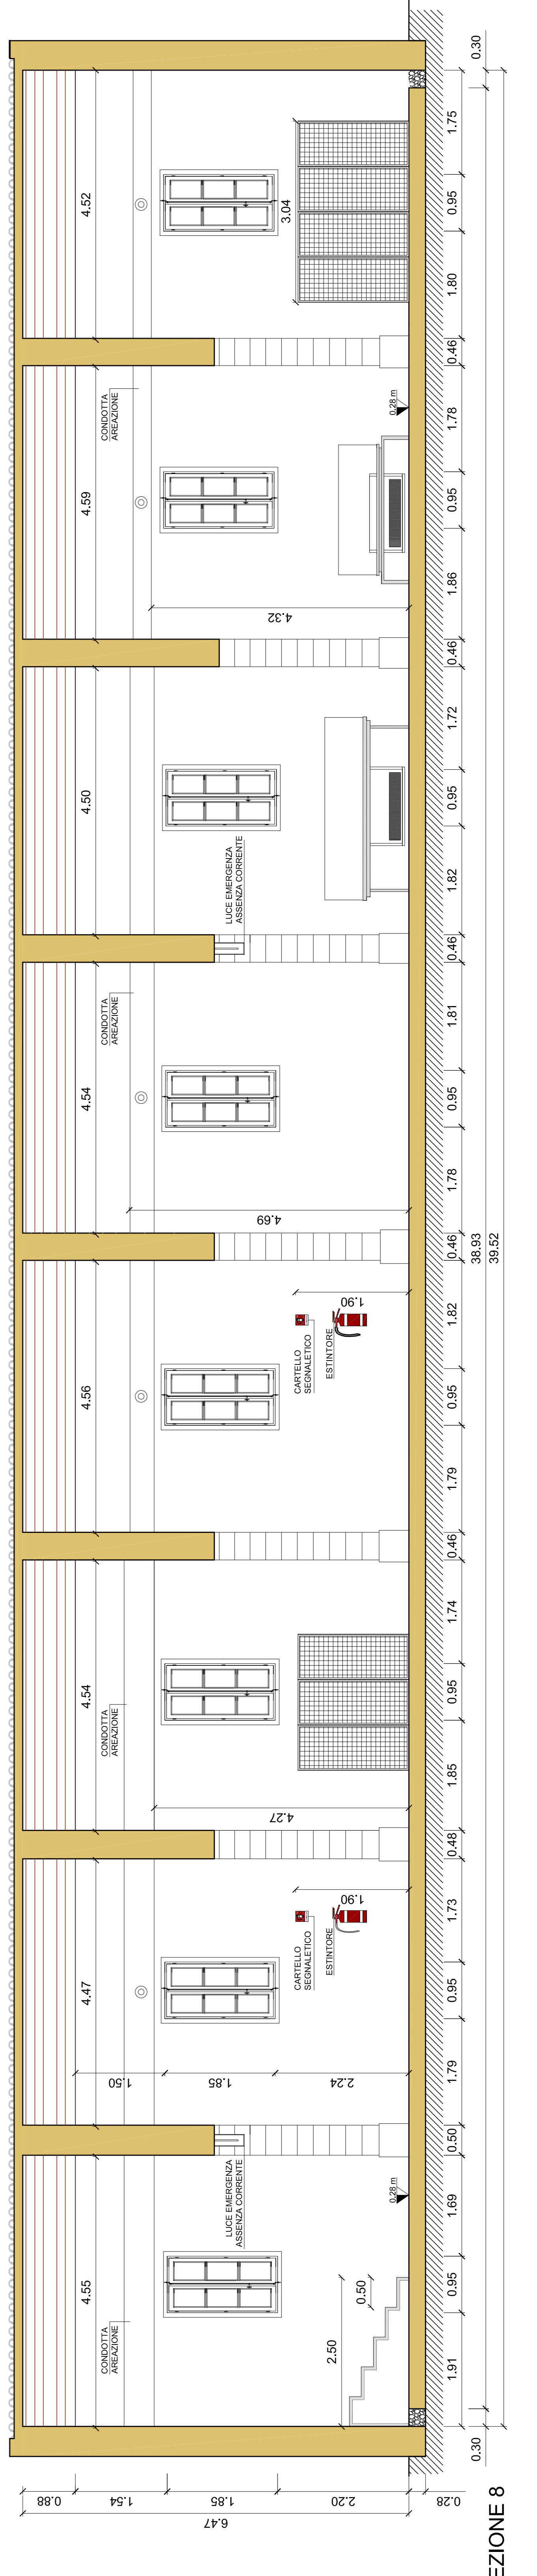 4.55
4.47
4.54
4.56
4.54
4.50
4.59
4.52
CONDOTTA
AREAZIONE
CONDOTTA
AREAZIONE
CONDOTTA
AREAZIONE
CONDOTTA
AREAZIONE
LUCE EMERGENZA
ASSENZA CORRENTE
LUCE EMERGENZA
ASSENZA CORRENTE
1.50
1.85
2.24
CARTELLO
SEGNALETICO
ESTINTORE
1.90
4.27
CARTELLO
SEGNALETICO
ESTINTORE
1.90
4.69
4.32
3.04
2.50
0.50
0.28 m
0.28 m
0.88
1.54
1.85
2.20
0.28
6.47
0.30
1.91
0.95
1.69
0.50
1.79
0.95
1.73
0.48
1.85
0.95
1.74
0.46
1.79
0.95
1.82
0.46
1.78
0.95
1.81
0.46
1.82
0.95
1.72
0.46
1.86
0.95
1.78
0.46
1.80
0.95
1.75
0.30
38.93
39.52
EZIONE 8